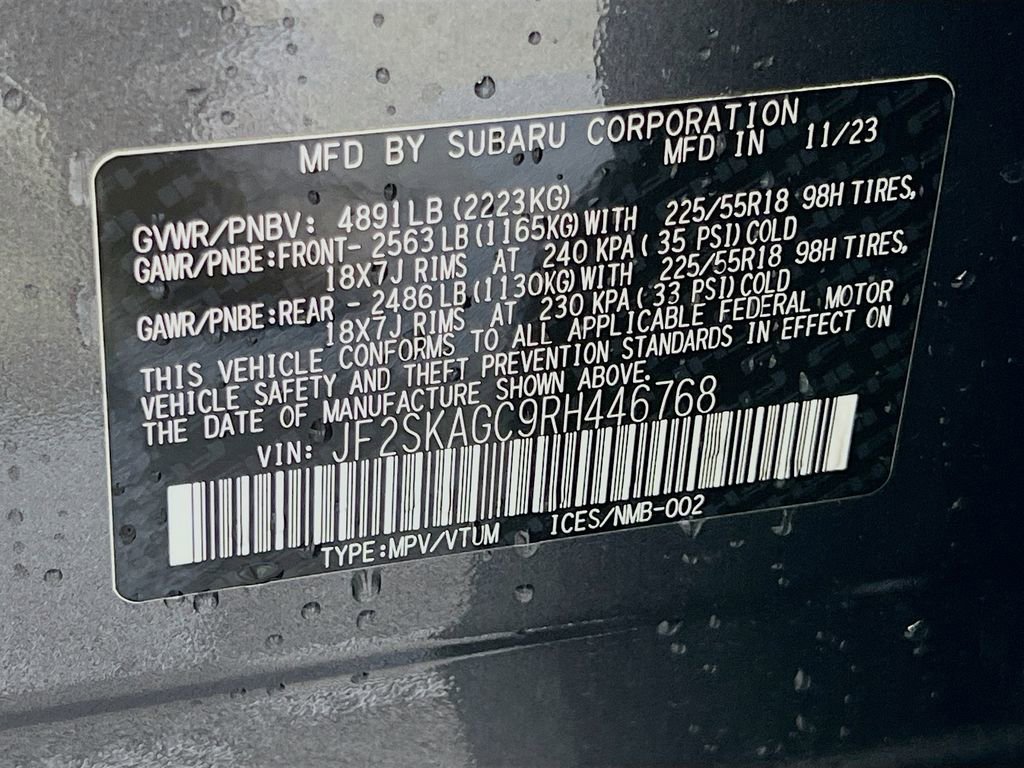 MFD BY SUBARU CORPORATION
MFD IN 11/23
GVWR/PNBV: 4891LB (2223KG)
GAWR/PNBE:FRONT- 2563LB(1165KG)WITH 225/55R18 98H TIRES,
18X7J RIMS AT 240 KPA( 35 PSI)COLD
GAWR/PNBE:REAR - 2486LB(1130KG)WITH 225/55R18 98H TIRES,
18X7J RIMS AT 230 KPA( 33 PSI)COLD
THIS VEHICLE CONFORMS TO ALL APPLICABLE FEDERAL MOTOR
VEHICLE SAFETY AND THEFT PREVENTION STANDARDS IN EFFECT ON
THE DATE OF MANUFACTURE SHOWN ABOVE.
VIN: JF2SKAGC9RH446768
TYPE:MPV/VTUM ICES/NMB-002